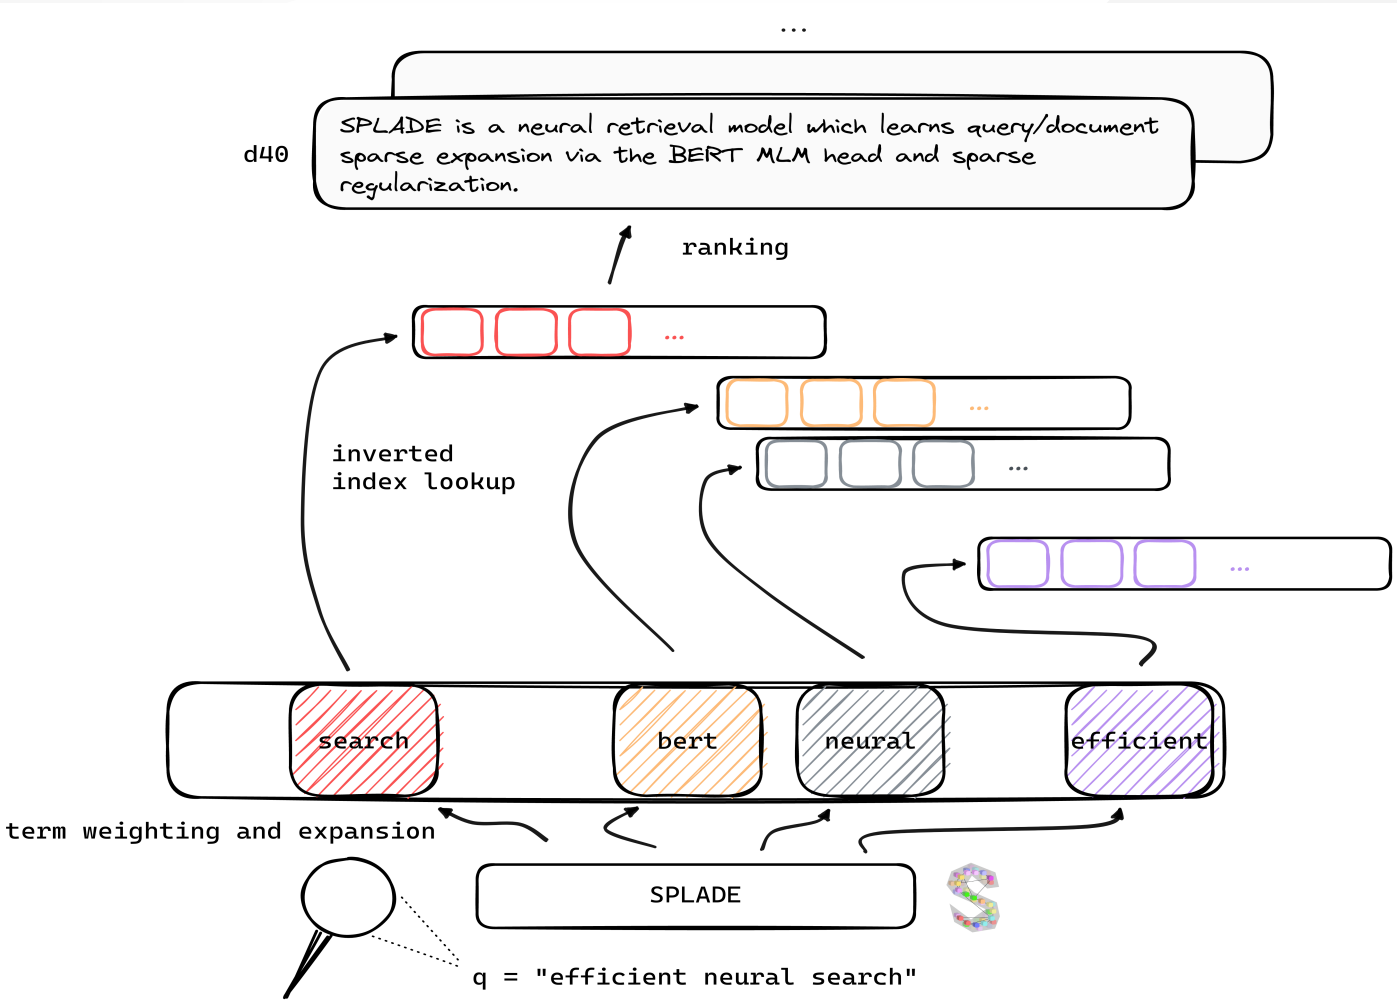 ...
d40
SPLADE is a neural retrieval model which learns query/document
sparse expansion via the BERT MLM head and sparse
regularization.
ranking
...
...
inverted
index lookup
...
...
search
bert
neural
efficient
term weighting and expansion
SPLADE
q = "efficient neural search"